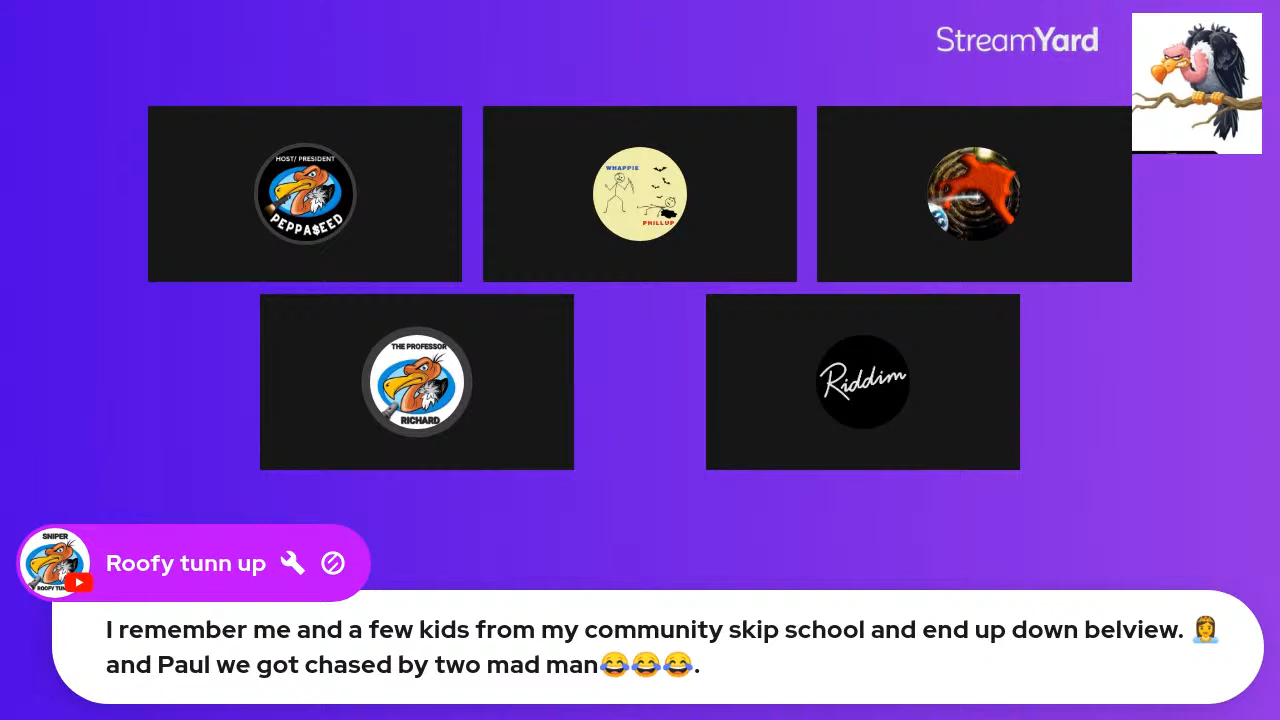 StreamYard
HOST/ PRESIDENT
PEPPA$EED
WHAPPIE
PHILLUP
THE PROFESSOR
RICHARD
Riddim
SNIPER
Roofy tunn up
I remember me and a few kids from my community skip school and end up down belview. 👰‍♀️
and Paul we got chased by two mad man😂😂😂.